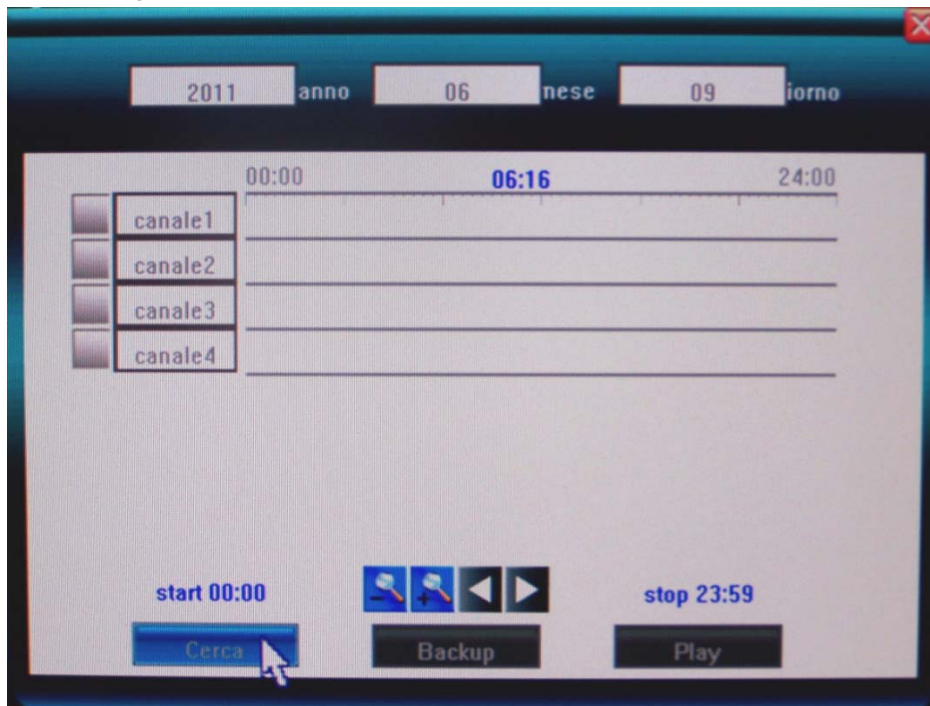 2011 anno 06 nese 09 iorno
00:00 06:16 24:00
canale1
canale2
canale3
canale4
start 00:00 stop 23:59
Cerca Backup Play